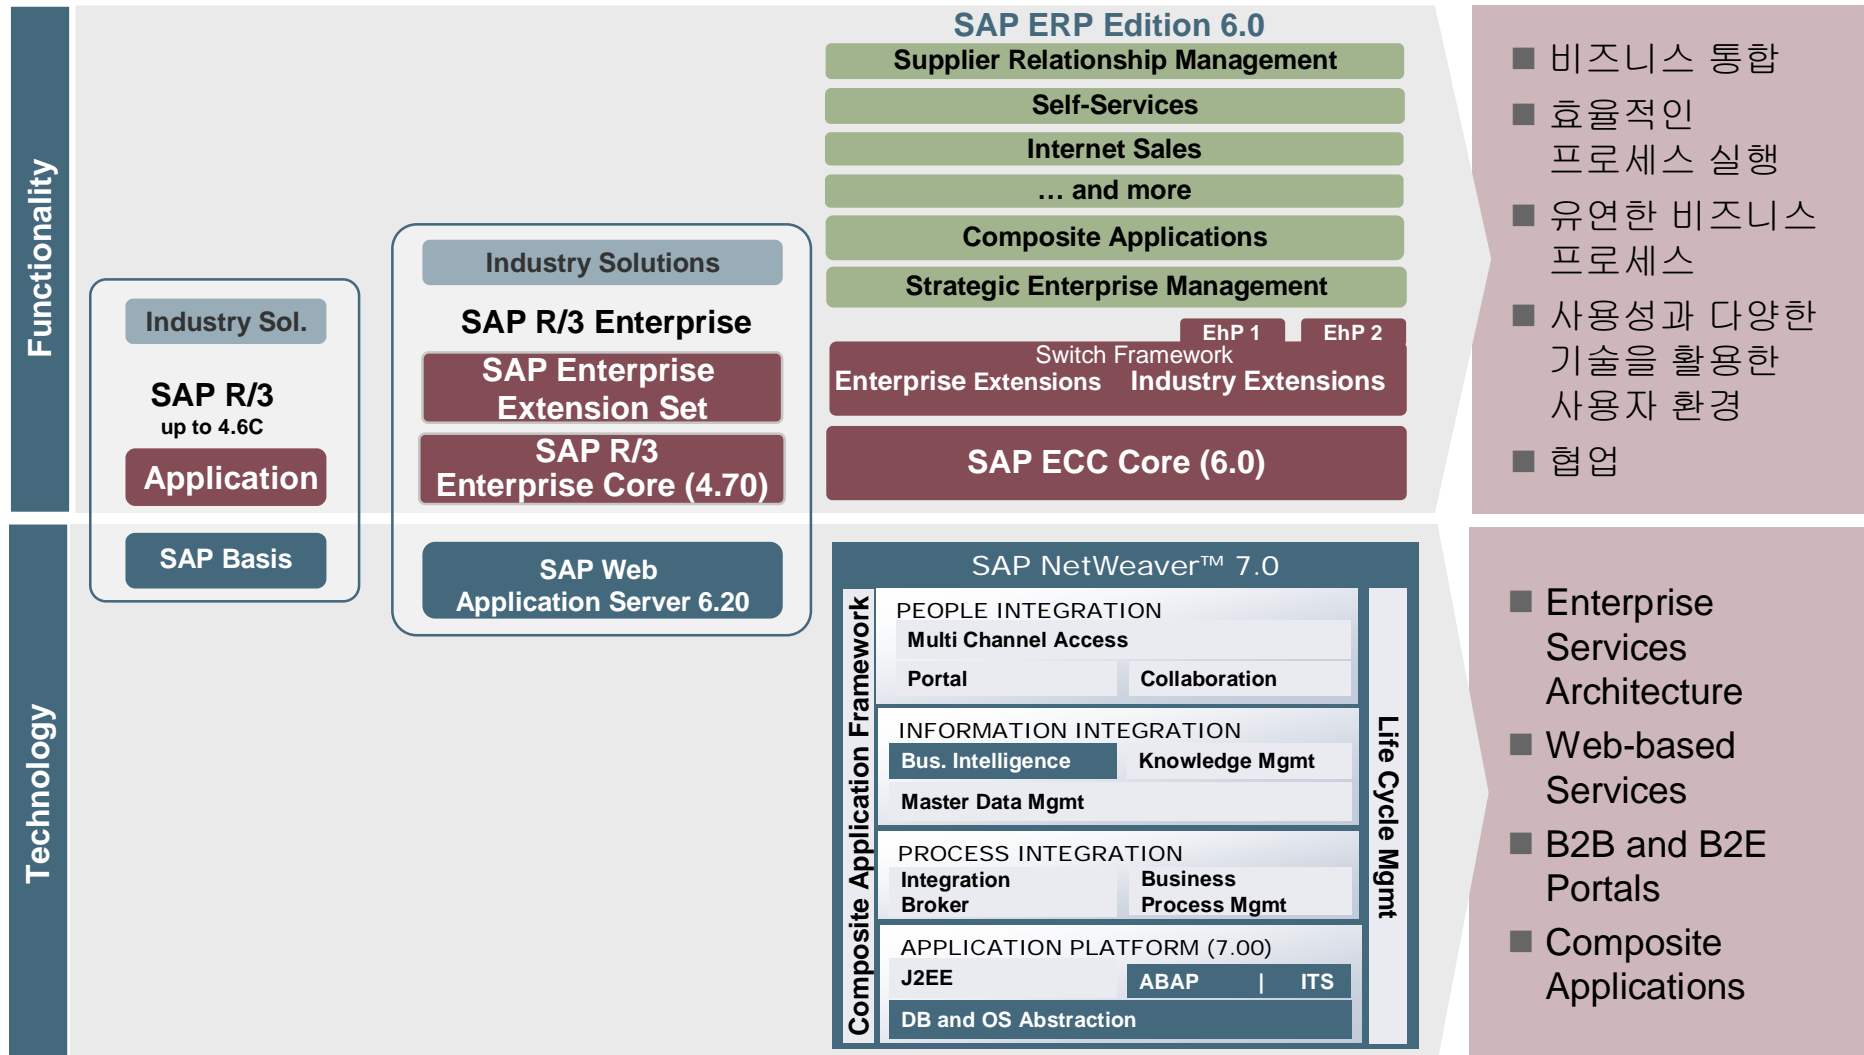 Functionality
Industry Sol.
SAP R/3
up to 4.6C
Application
SAP Basis
Industry Solutions
SAP R/3 Enterprise
SAP Enterprise
Extension Set
SAP R/3
Enterprise Core (4.70)
SAP Web
Application Server 6.20
SAP ERP Edition 6.0
Supplier Relationship Management
Self-Services
Internet Sales
… and more
Composite Applications
Strategic Enterprise Management
EhP 1 EhP 2
Switch Framework
Enterprise Extensions Industry Extensions
SAP ECC Core (6.0)
비즈니스 통합
효율적인
프로세스 실행
유연한 비즈니스
프로세스
사용성과 다양한
기술을 활용한
사용자 환경
협업
Technology
SAP NetWeaver™ 7.0
Composite Application Framework
PEOPLE INTEGRATION
Multi Channel Access
Portal Collaboration
INFORMATION INTEGRATION
Bus. Intelligence Knowledge Mgmt
Master Data Mgmt
PROCESS INTEGRATION
Integration
Broker
Business
Process Mgmt
APPLICATION PLATFORM (7.00)
J2EE ABAP | ITS
DB and OS Abstraction
Life Cycle Mgmt
Enterprise
Services
Architecture
Web-based
Services
B2B and B2E
Portals
Composite
Applications